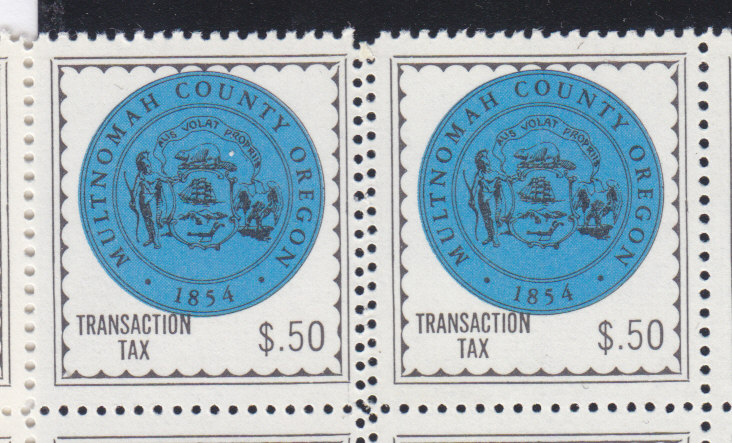 MULTNOMAH COUNTY OREGON
ALIS VOLAT PROPRIIS
• 1854 •
TRANSACTION
TAX
$.50
MULTNOMAH COUNTY OREGON
ALIS VOLAT PROPRIIS
• 1854 •
TRANSACTION
TAX
$.50